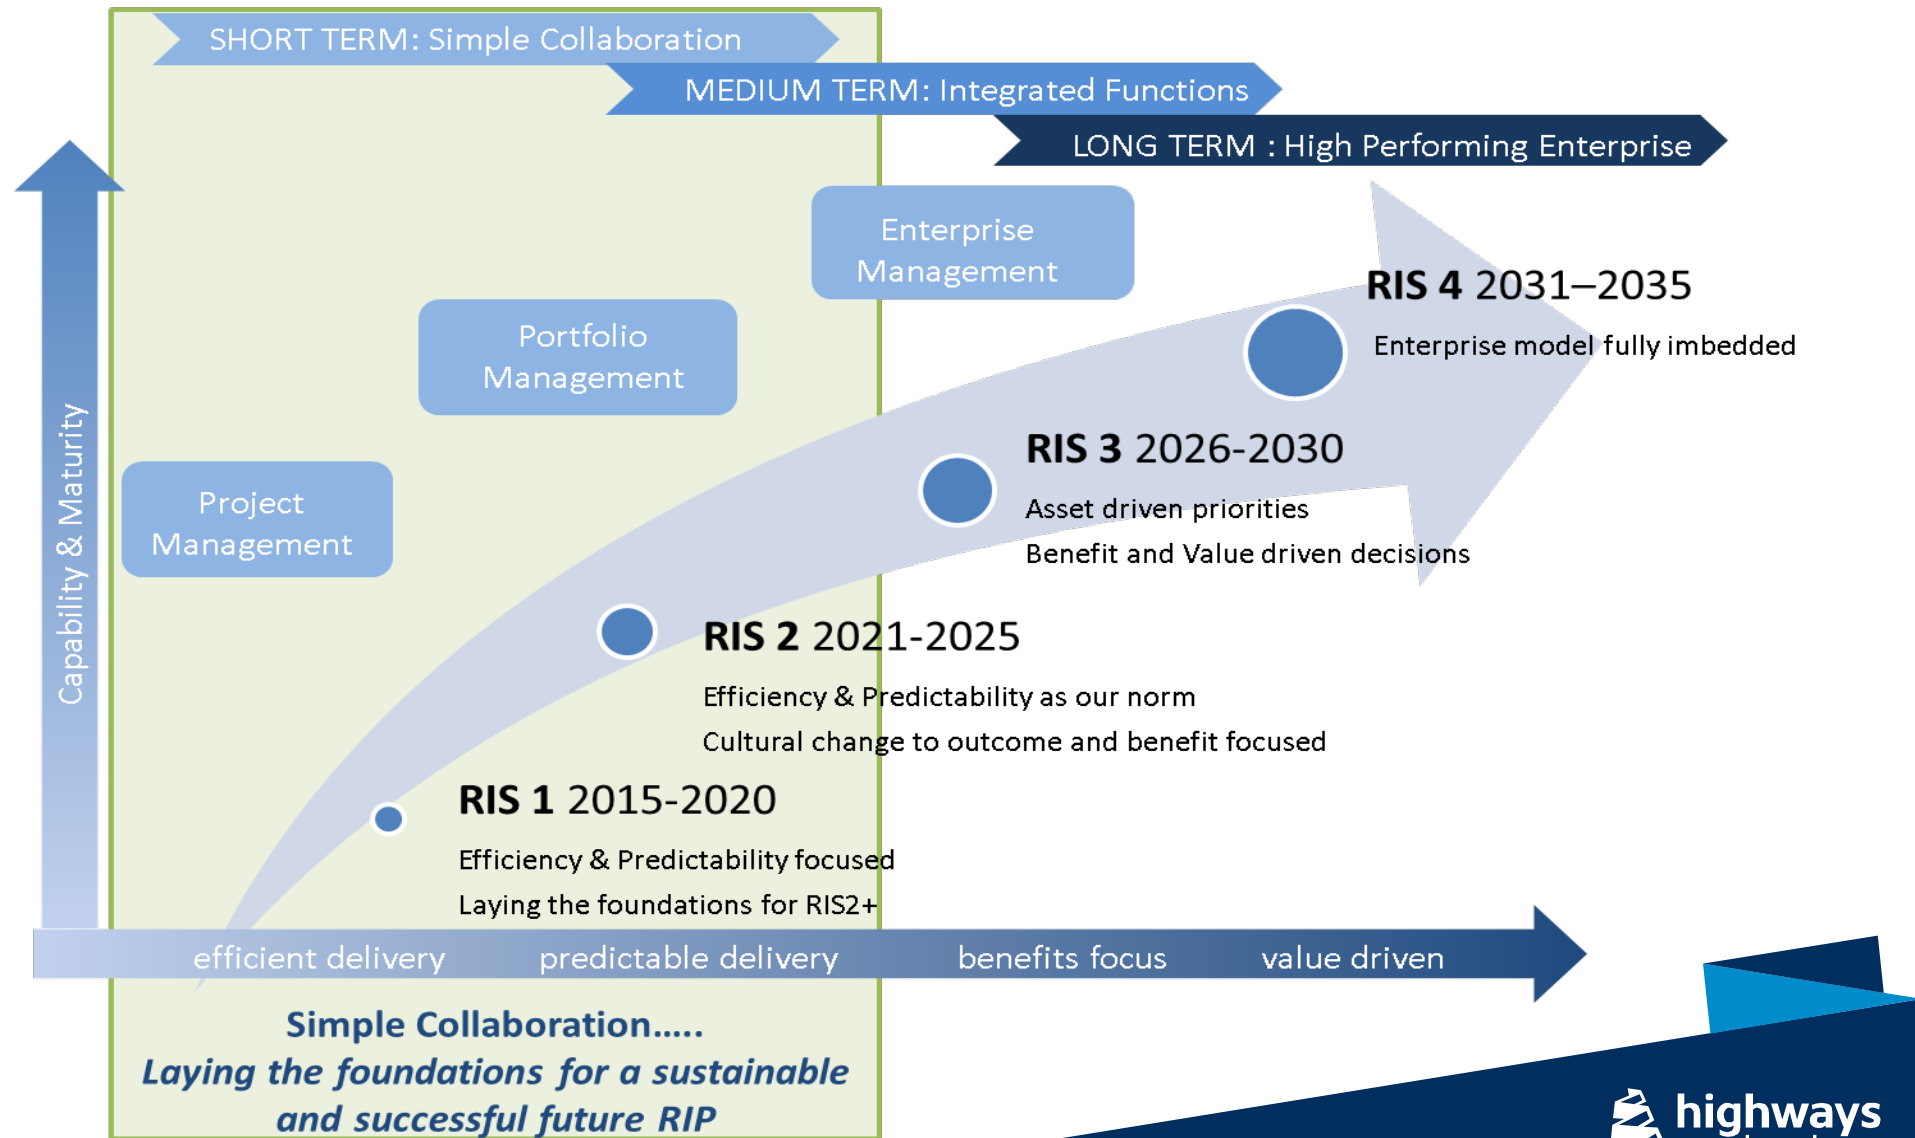 SHORT TERM: Simple Collaboration
MEDIUM TERM: Integrated Functions
LONG TERM : High Performing Enterprise
Enterprise
Management
Portfolio
Management
Project
Management
Capability & Maturity
RIS 4 2031–2035
Enterprise model fully imbedded
RIS 3 2026-2030
Asset driven priorities
Benefit and Value driven decisions
RIS 2 2021-2025
Efficiency & Predictability as our norm
Cultural change to outcome and benefit focused
RIS 1 2015-2020
Efficiency & Predictability focused
Laying the foundations for RIS2+
efficient delivery predictable delivery benefits focus value driven
Simple Collaboration.....
Laying the foundations for a sustainable
and successful future RIP
highways